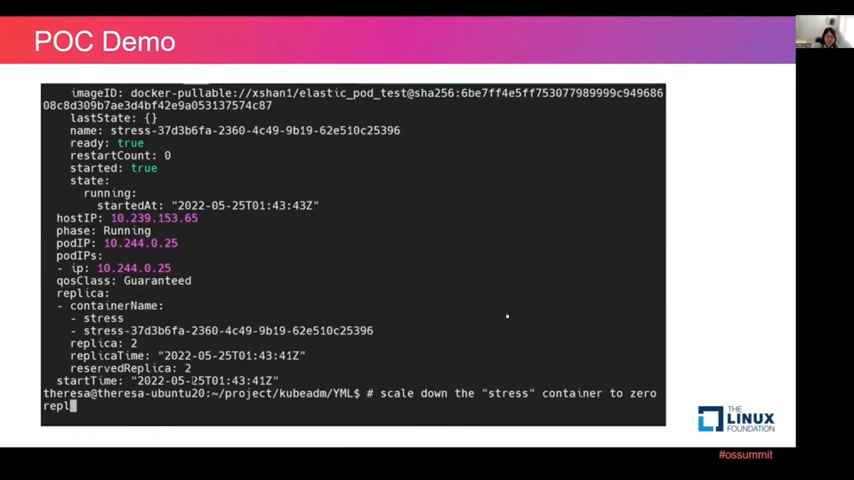 POC Demo
imageID: docker-pullable://xshan1/elastic_pod_test@sha256:6be7ff4e5ff753077989999c949686
08c8d309b7ae3d4bf42e9a053137574c87
lastState: {}
name: stress-37d3b6fa-2360-4c49-9b19-62e510c25396
ready: true
restartCount: 0
started: true
state:
running:
startedAt: "2022-05-25T01:43:43Z"
hostIP: 10.239.153.65
phase: Running
podIP: 10.244.0.25
podIPs:
- ip: 10.244.0.25
qosClass: Guaranteed
replica:
- containerName:
- stress
- stress-37d3b6fa-2360-4c49-9b19-62e510c25396
replica: 2
replicaTime: "2022-05-25T01:43:41Z"
reservedReplica: 2
startTime: "2022-05-25T01:43:41Z"
theresa@theresa-ubuntu20:~/project/kubeadm/YML$ # scale down the "stress" container to zero
repl
THE
LINUX
FOUNDATION
#ossummit